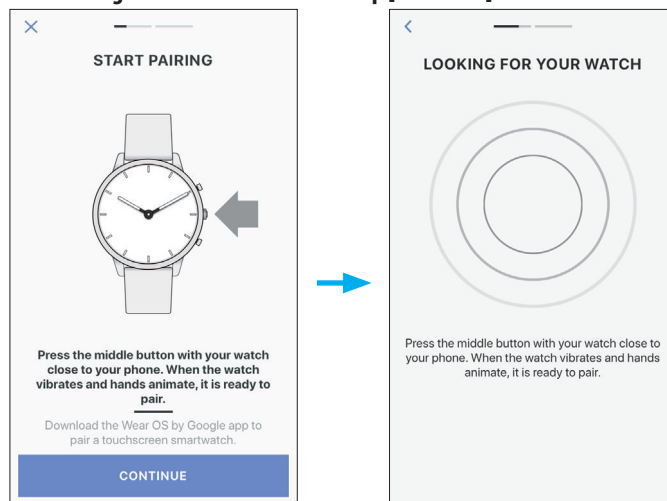 START PAIRING
Press the middle button with your watch
close to your phone. When the watch
vibrates and hands animate, it is ready to
pair.
Download the Wear OS by Google app to
pair a touchscreen smartwatch.
CONTINUE
LOOKING FOR YOUR WATCH
Press the middle button with your watch close to
your phone. When the watch vibrates and hands
animate, it is ready to pair.